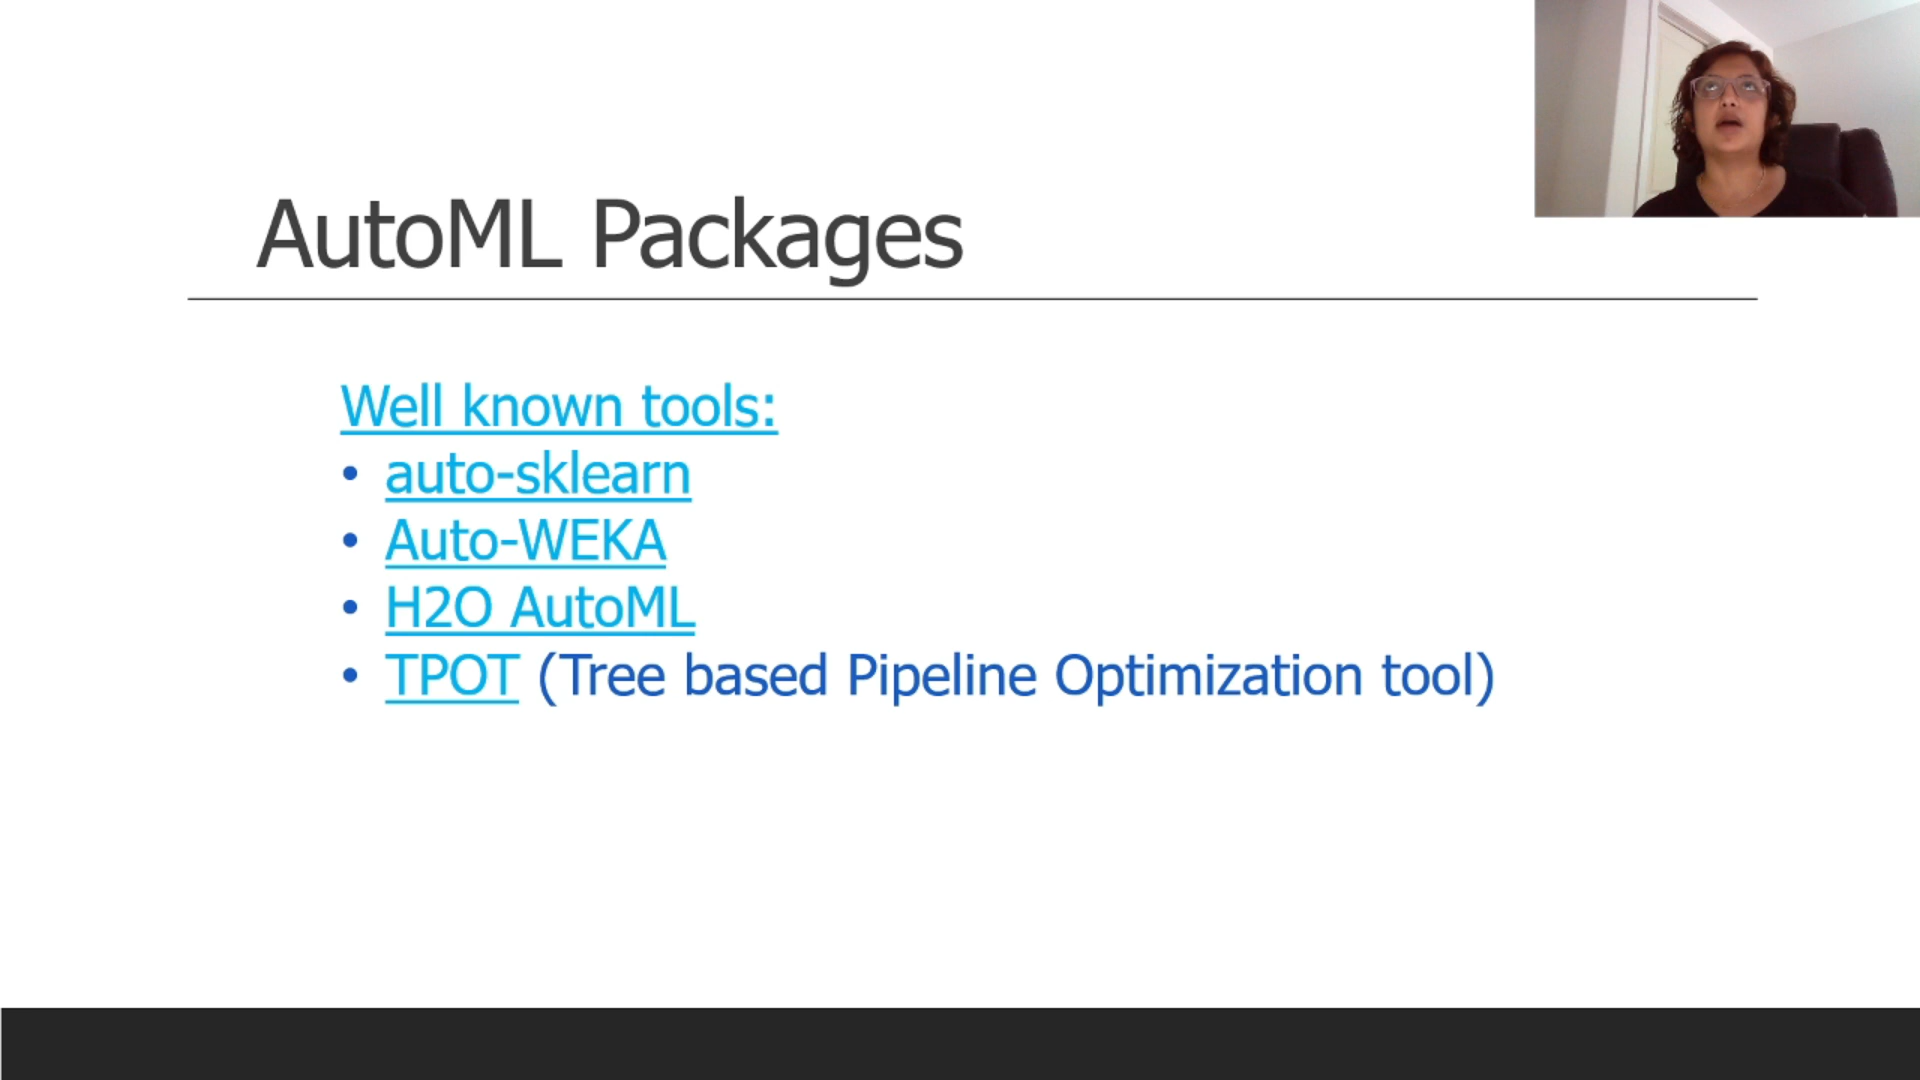 AutoML Packages
Well known tools:
• auto-sklearn
• Auto-WEKA
• H2O AutoML
• TPOT (Tree based Pipeline Optimization tool)